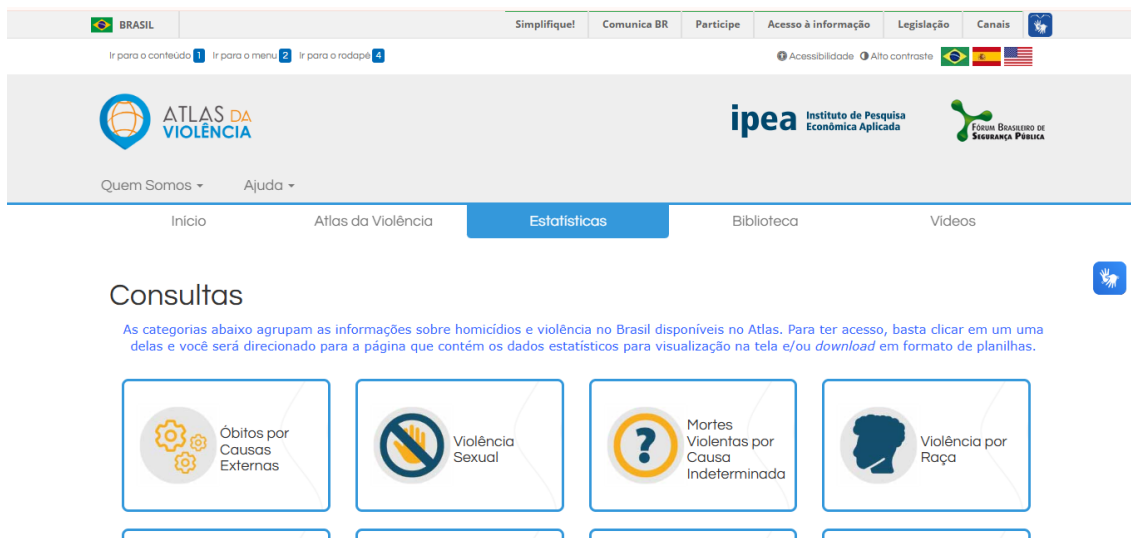 BRASIL
Simplifique! Comunica BR Participe Acesso à informação Legislação Canais
Ir para o conteúdo 1 Ir para o menu 2 Ir para o rodapé 4
Acessibilidade Alto contraste
ATLAS DA
VIOLÊNCIA
ipea Instituto de Pesquisa
Econômica Aplicada
FÓRUM BRASILEIRO DE
SEGURANÇA PÚBLICA
Quem Somos Ajuda
Inicio Atlas da Violência Estatísticas Biblioteca Vídeos
Consultas
As categorias abaixo agrupam as informações sobre homicídios e violência no Brasil disponíveis no Atlas. Para ter acesso, basta clicar em um uma
delas e você será direcionado para a página que contém os dados estatísticos para visualização na tela e/ou download em formato de planilhas.
Óbitos por
Causas
Externas
Violência
Sexual
?
Mortes
Violentas por
Causa
Indeterminada
Violência por
Raça